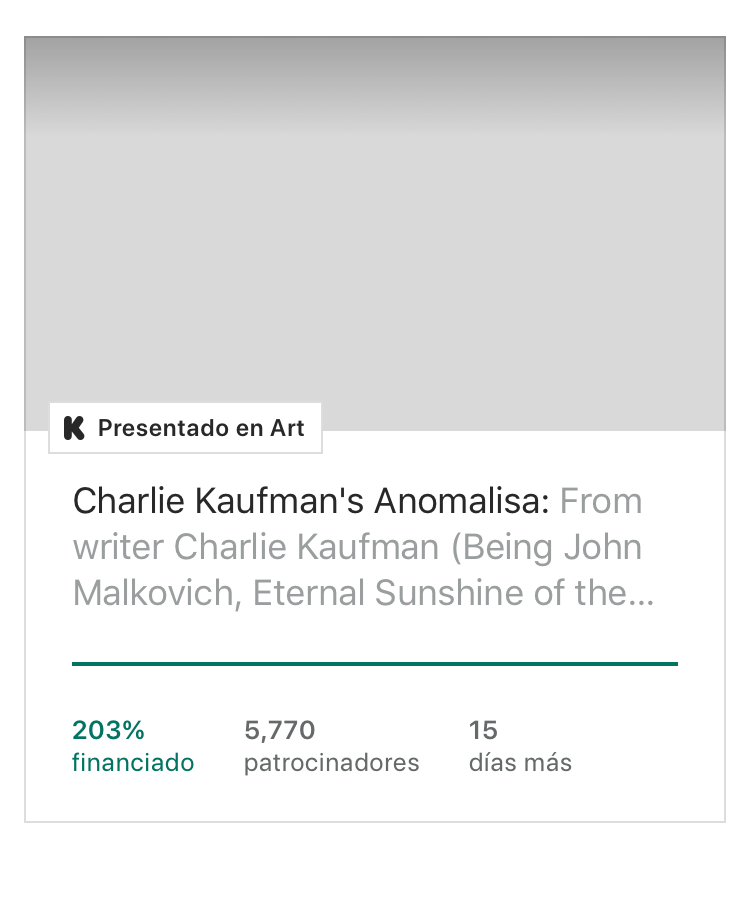 Presentado en Art
Charlie Kaufman's Anomalisa: From
writer Charlie Kaufman (Being John
Malkovich, Eternal Sunshine of the...
203%
financiado
5,770
patrocinadores
15
días más